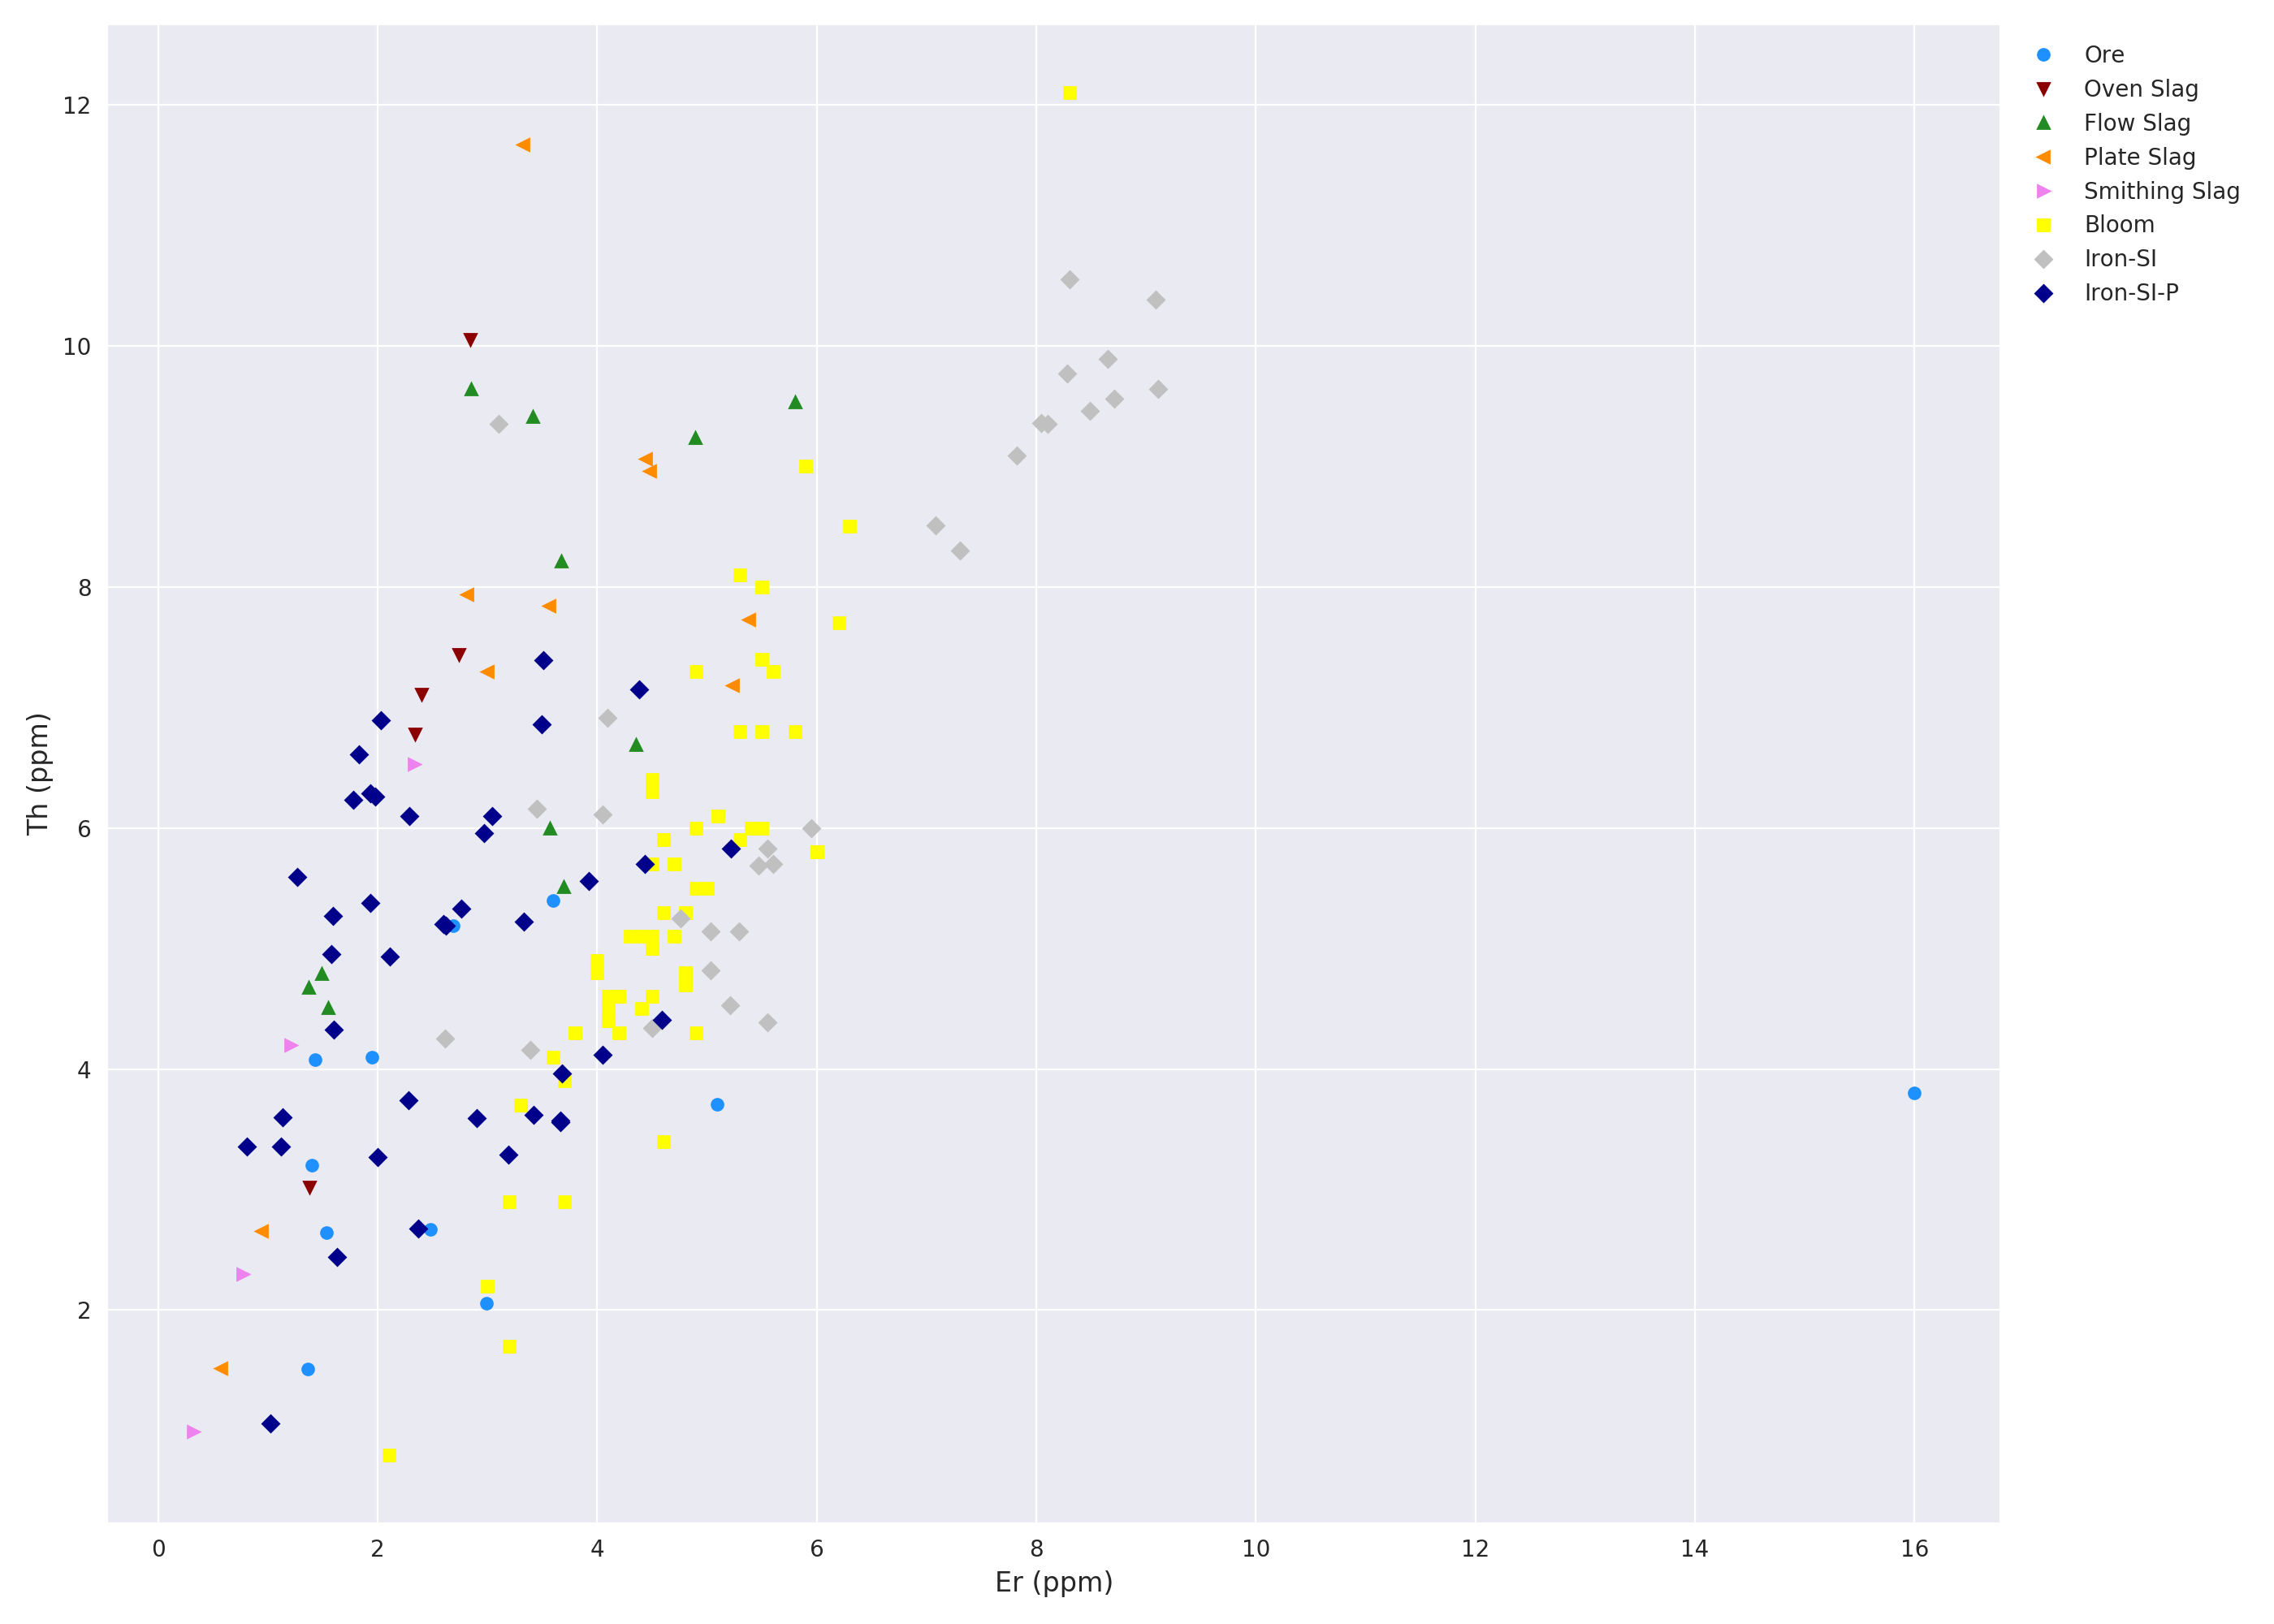 Ore
Oven Slag
Flow Slag
Plate Slag
Smithing Slag
Bloom
Iron-SI
Iron-SI-P
12
10
8
6
4
2
Th (ppm)
0 2 4 6 8 10 12 14 16
Er (ppm)